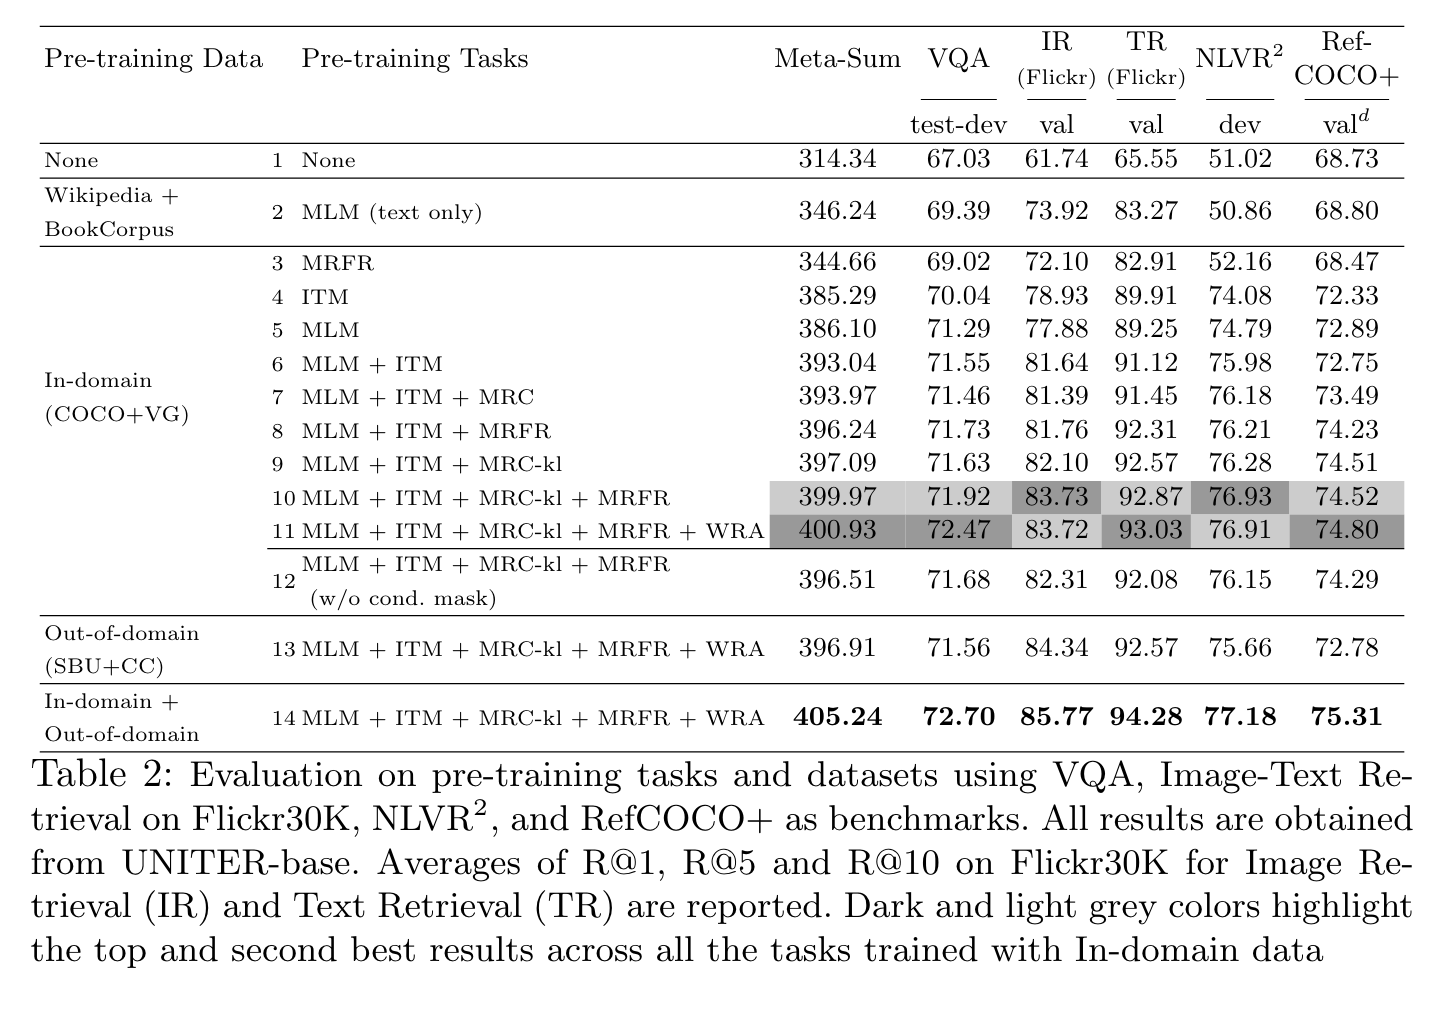 Pre-training Data Pre-training Tasks Meta-Sum VQA IR (Flickr) TR (Flickr) NLVR² Ref-COCO+
test-dev val val dev valᵈ
None 1 None 314.34 67.03 61.74 65.55 51.02 68.73
Wikipedia +
BookCorpus 2 MLM (text only) 346.24 69.39 73.92 83.27 50.86 68.80
In-domain
(COCO+VG)
3 MRFR 344.66 69.02 72.10 82.91 52.16 68.47
4 ITM 385.29 70.04 78.93 89.91 74.08 72.33
5 MLM 386.10 71.29 77.88 89.25 74.79 72.89
6 MLM + ITM 393.04 71.55 81.64 91.12 75.98 72.75
7 MLM + ITM + MRC 393.97 71.46 81.39 91.45 76.18 73.49
8 MLM + ITM + MRFR 396.24 71.73 81.76 92.31 76.21 74.23
9 MLM + ITM + MRC-kl 397.09 71.63 82.10 92.57 76.28 74.51
10 MLM + ITM + MRC-kl + MRFR 399.97 71.92 83.73 92.87 76.93 74.52
11 MLM + ITM + MRC-kl + MRFR + WRA 400.93 72.47 83.72 93.03 76.91 74.80
12 MLM + ITM + MRC-kl + MRFR
(w/o cond. mask) 396.51 71.68 82.31 92.08 76.15 74.29
Out-of-domain
(SBU+CC) 13 MLM + ITM + MRC-kl + MRFR + WRA 396.91 71.56 84.34 92.57 75.66 72.78
In-domain +
Out-of-domain 14 MLM + ITM + MRC-kl + MRFR + WRA 405.24 72.70 85.77 94.28 77.18 75.31
Table 2: Evaluation on pre-training tasks and datasets using VQA, Image-Text Re-
trieval on Flickr30K, NLVR², and RefCOCO+ as benchmarks. All results are obtained
from UNITER-base. Averages of R@1, R@5 and R@10 on Flickr30K for Image Re-
trieval (IR) and Text Retrieval (TR) are reported. Dark and light grey colors highlight
the top and second best results across all the tasks trained with In-domain data